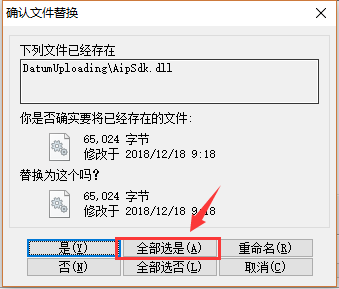 确认文件替换
下列文件已经存在
DatumUploading\AipSdk.dll
你是否确实要将已经存在的文件:
65,024 字节
修改于 2018/12/18 9:18
替换为这个吗?
65,024 字节
修改于 2018/12/18 9:18
是(Y) 全部选是(A) 重命名(R)
否(N) 全部选否(L) 取消(C)